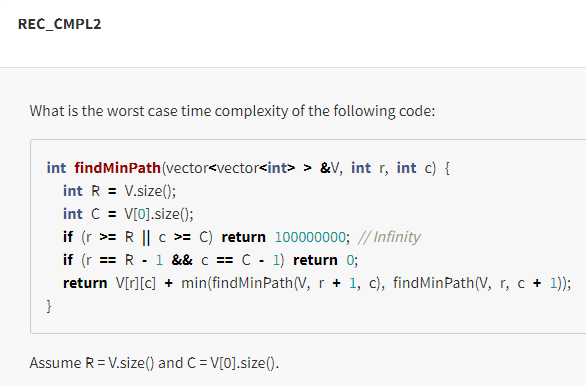 REC_CMPL2
What is the worst case time complexity of the following code:
int findMinPath(vector<vector<int> > &V, int r, int c) {
int R = V.size();
int C = V[0].size();
if (r >= R || c >= C) return 100000000; //Infinity
if (r == R - 1 && c == C - 1) return 0;
return V[r][c] + min(findMinPath(V, r + 1, c), findMinPath(V, r, c + 1));
}
Assume R = V.size() and C = V[0].size().